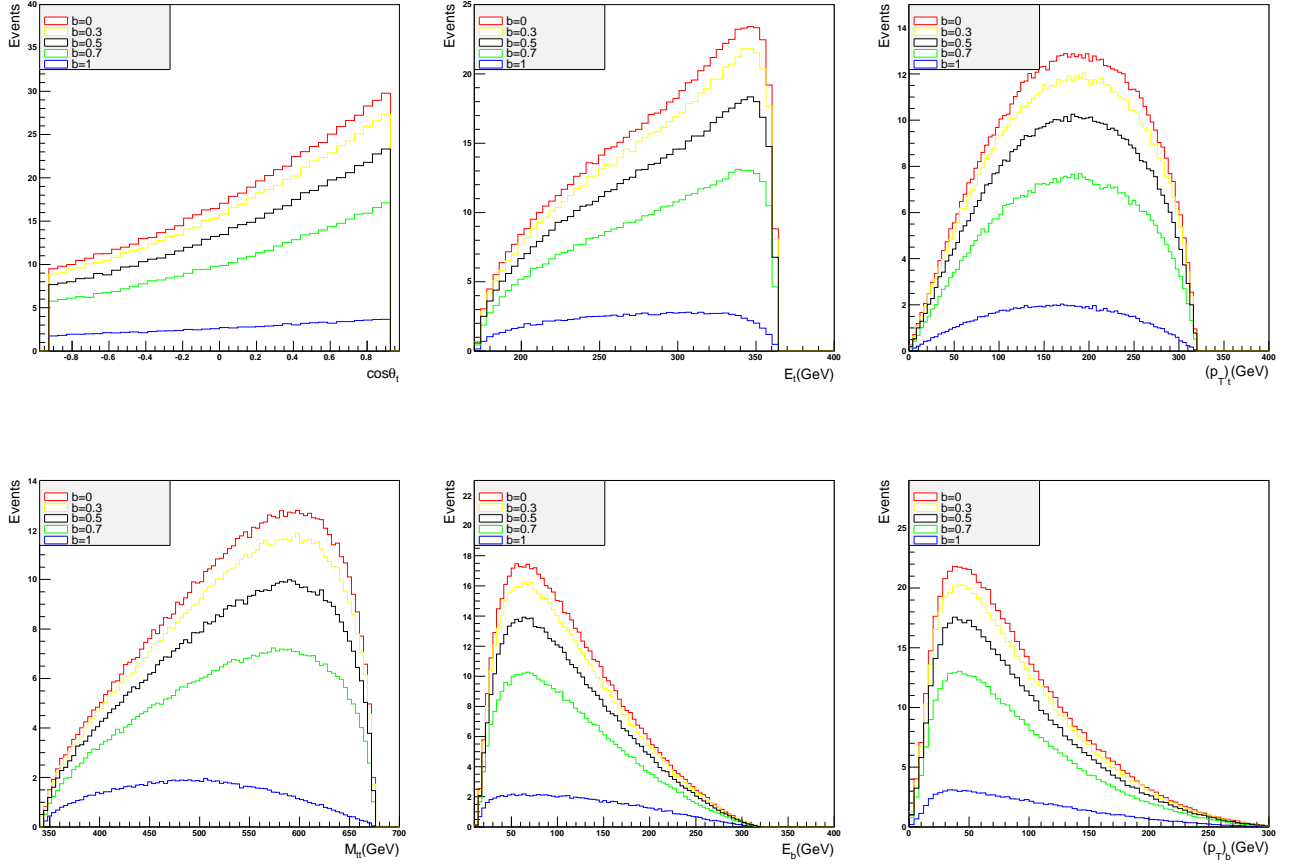 Events
40
35
30
25
20
15
10
5
0
b=0
b=0.3
b=0.5
b=0.7
b=1
-0.8 -0.6 -0.4 -0.2 0 0.2 0.4 0.6 0.8
cosθt
Events
25
20
15
10
5
0
b=0
b=0.3
b=0.5
b=0.7
b=1
200 250 300 350 400
Et(GeV)
Events
14
12
10
8
6
4
2
0
b=0
b=0.3
b=0.5
b=0.7
b=1
0 50 100 150 200 250 300 350 400
(pT)t(GeV)
Events
14
12
10
8
6
4
2
0
b=0
b=0.3
b=0.5
b=0.7
b=1
350 400 450 500 550 600 650 700
Mtt(GeV)
Events
22
20
18
16
14
12
10
8
6
4
2
0
b=0
b=0.3
b=0.5
b=0.7
b=1
50 100 150 200 250 300 350 400
Eb(GeV)
Events
25
20
15
10
5
0
b=0
b=0.3
b=0.5
b=0.7
b=1
0 50 100 150 200 250 300
(pT)b(GeV)